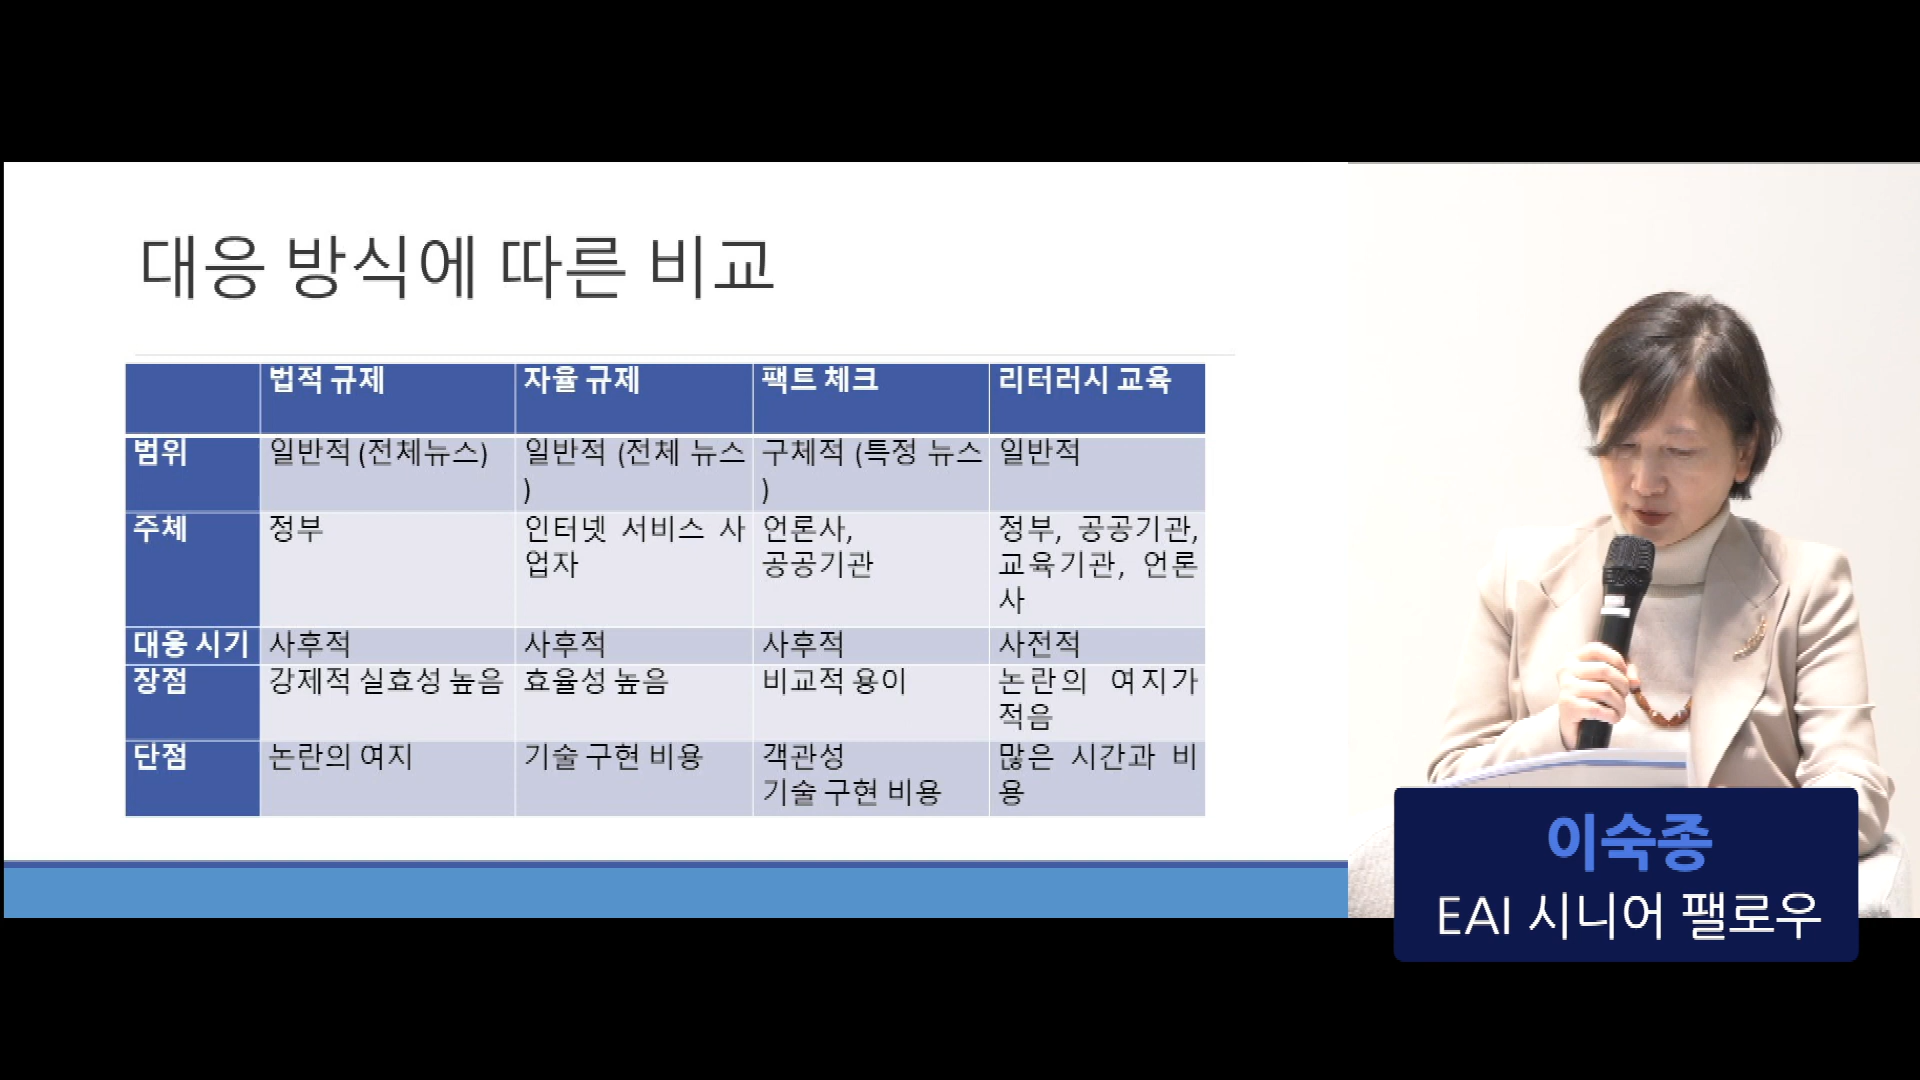 대응 방식에 따른 비교
법적 규제
자율 규제
팩트 체크
리터러시 교육
범위
일반적 (전체뉴스)
일반적 (전체 뉴스
)
구체적 (특정 뉴스
)
일반적
주체
정부
인터넷 서비스 사
업자
언론사,
공공기관
정부, 공공기관,
교육기관, 언론
사
대응 시기
사후적
사후적
사후적
사전적
장점
강제적 실효성 높음
효율성 높음
비교적 용이
논란의 여지가
적음
단점
논란의 여지
기술 구현 비용
객관성
기술 구현 비용
많은 시간과 비
용
이숙종
EAI 시니어 팰로우